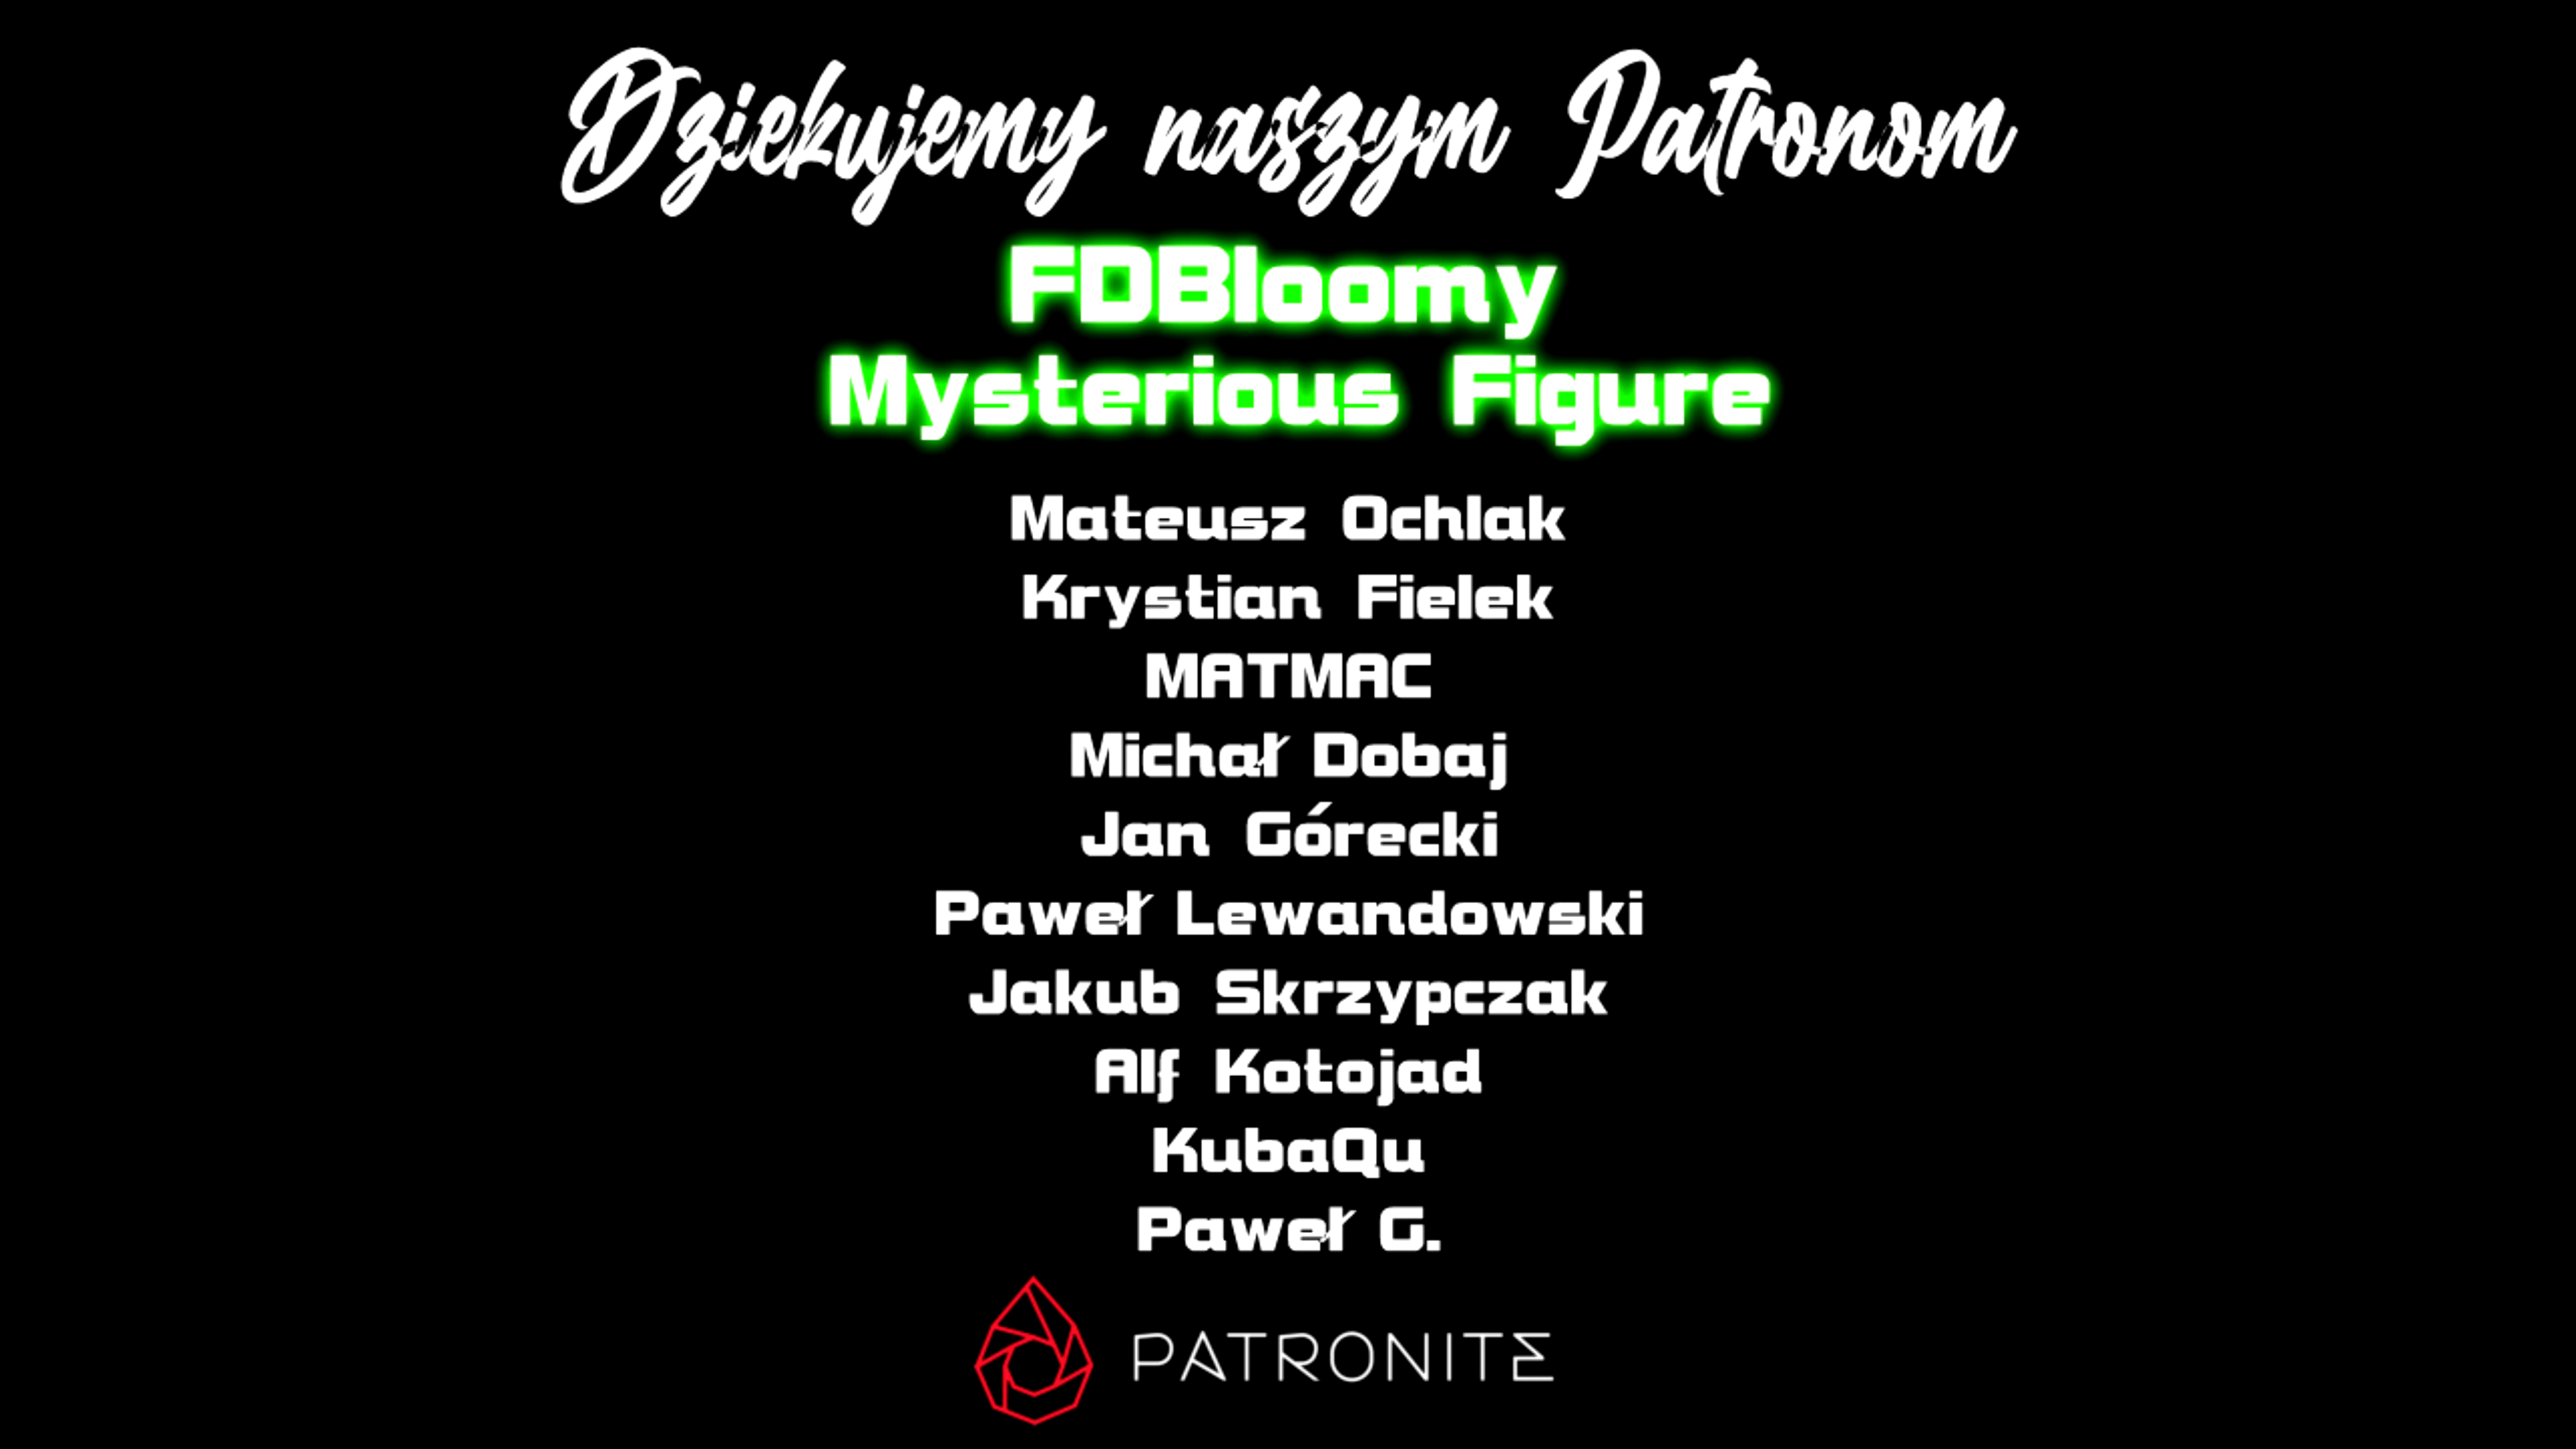 Dziekujemy naszym Patronom
FDBloomy
Mysterious Figure
Mateusz Ochlak
Krystian Fielek
MATMAC
Michał Dobaj
Jan Górecki
Paweł Lewandowski
Jakub Skrzypczak
Alf Kotojad
KubaQu
Paweł G.
PATRONITE